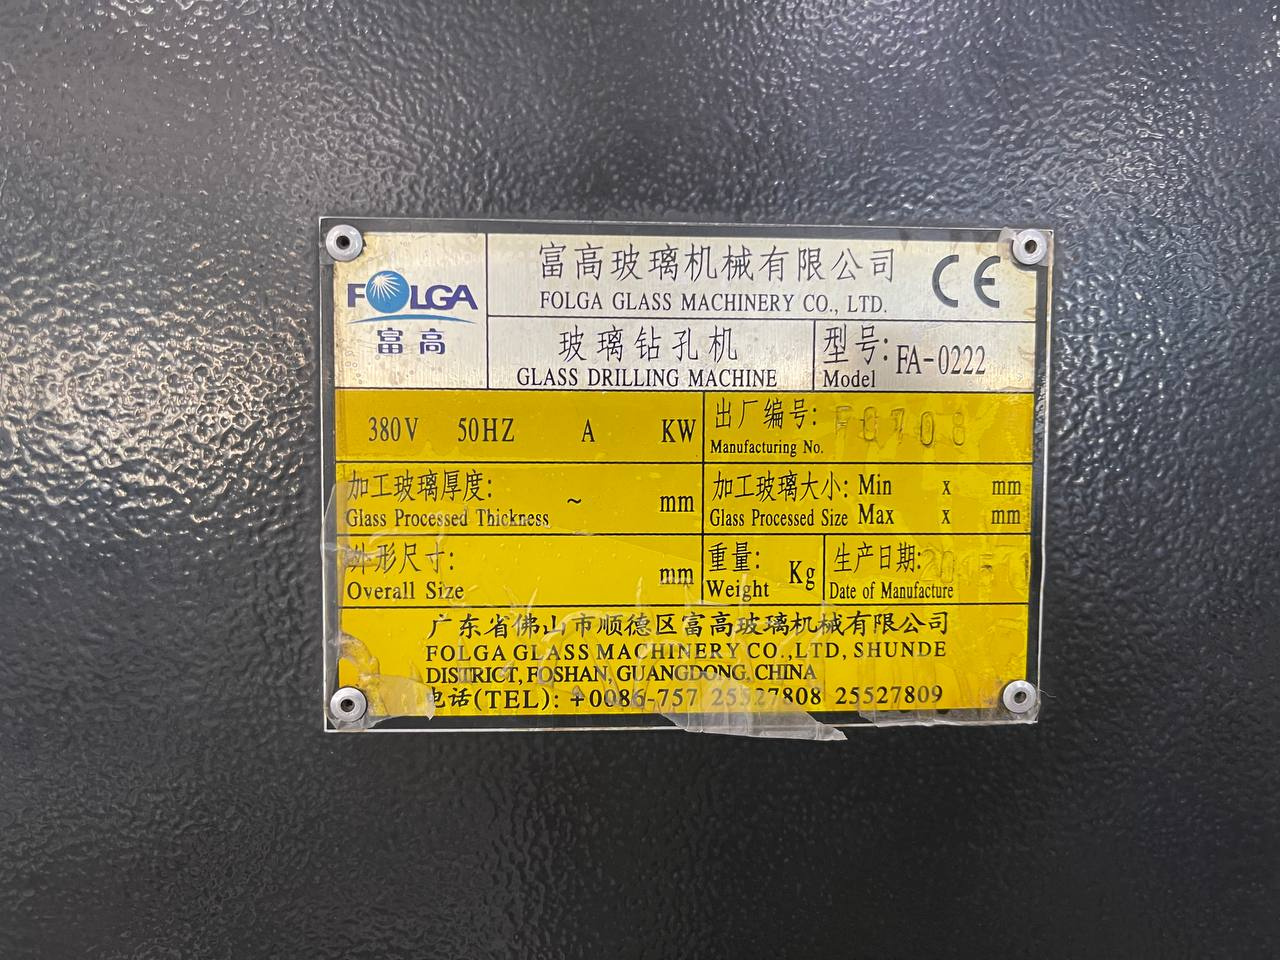 FOLGA
富高
富高玻璃机械有限公司
FOLGA GLASS MACHINERY CO., LTD.
CE
玻璃钻孔机
GLASS DRILLING MACHINE
型号: FA-0222
Model
380V 50HZ A KW
出厂编号:
Manufacturing No.
加工玻璃厚度: ~ mm
Glass Processed Thickness
加工玻璃大小: Min x mm
Glass Processed Size Max x mm
外形尺寸: mm
Overall Size
重量: Kg
Weight
生产日期:
Date of Manufacture
广东省佛山市顺德区富高玻璃机械有限公司
FOLGA GLASS MACHINERY CO.,LTD, SHUNDE
DISTRICT, FOSHAN, GUANGDONG, CHINA
电话(TEL): +0086-757 25527808 25527809